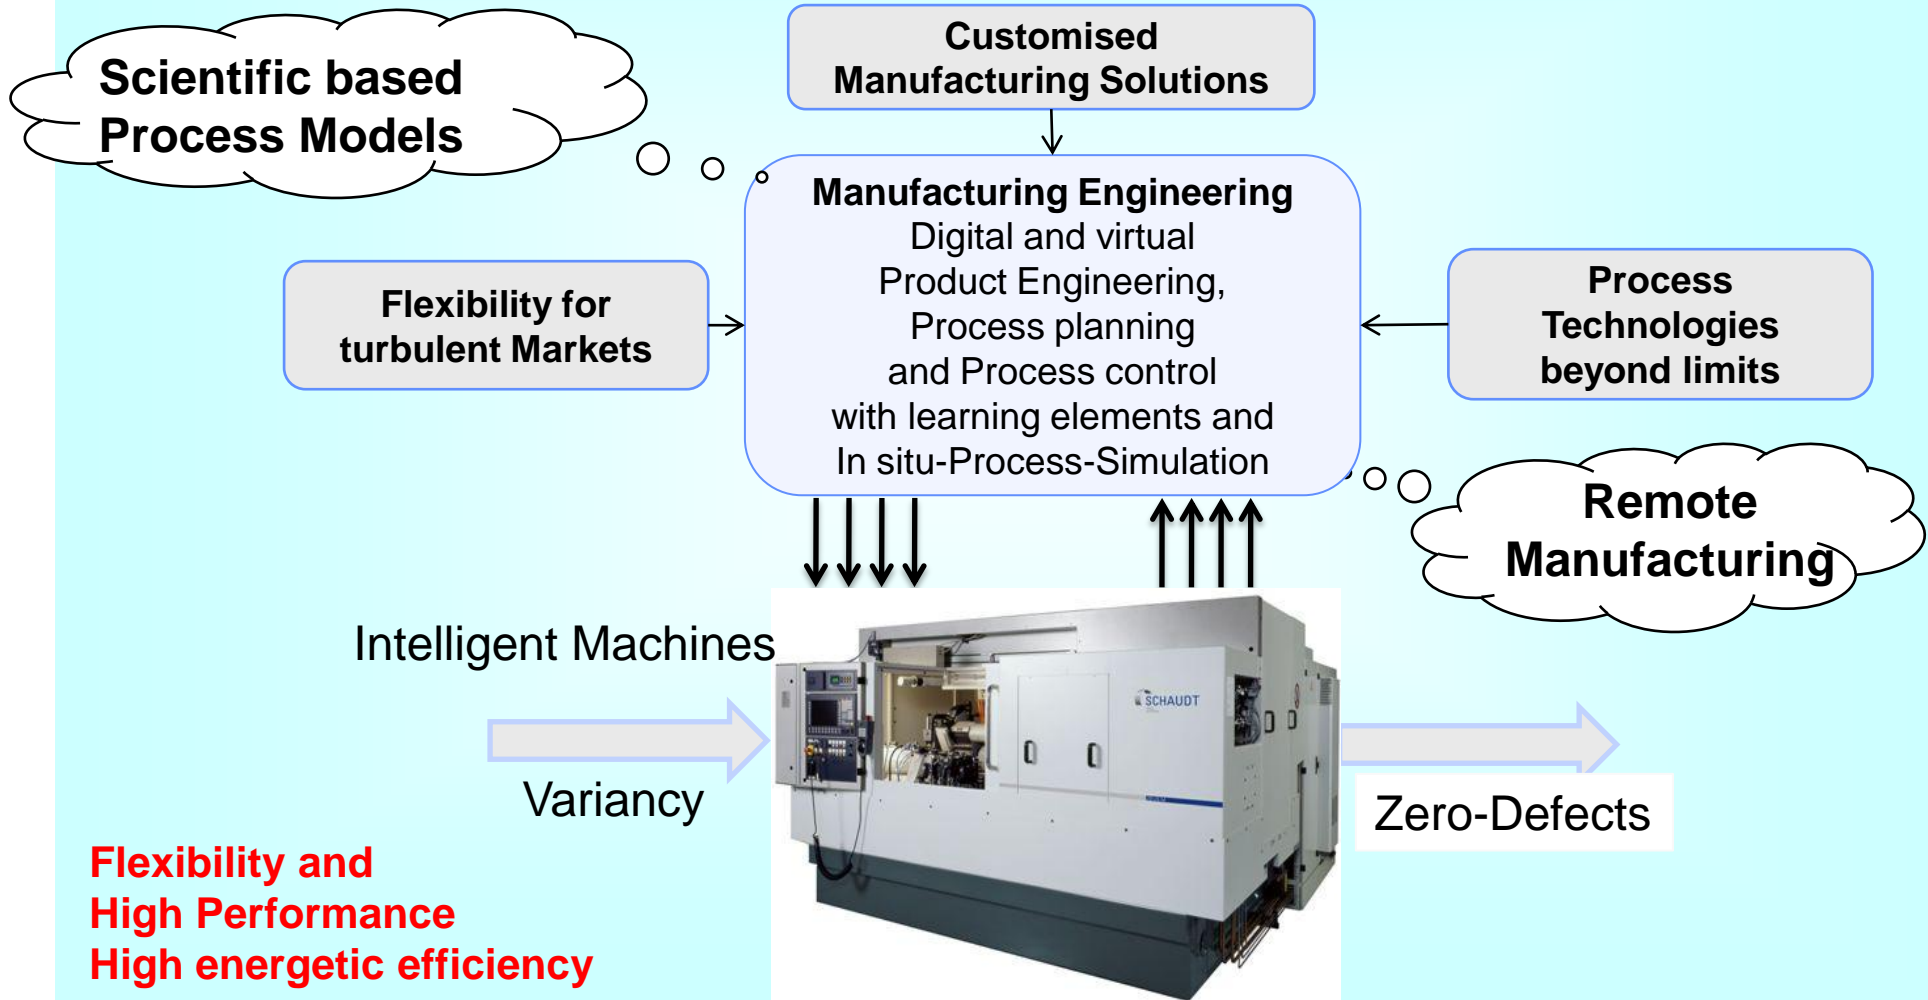 Scientific based
Process Models
Customised
Manufacturing Solutions
Manufacturing Engineering
Digital and virtual
Product Engineering,
Process planning
and Process control
with learning elements and
In situ-Process-Simulation
Flexibility for
turbulent Markets
Process
Technologies
beyond limits
Remote
Manufacturing
Intelligent Machines
SCHAUDT
Variancy
Zero-Defects
Flexibility and
High Performance
High energetic efficiency